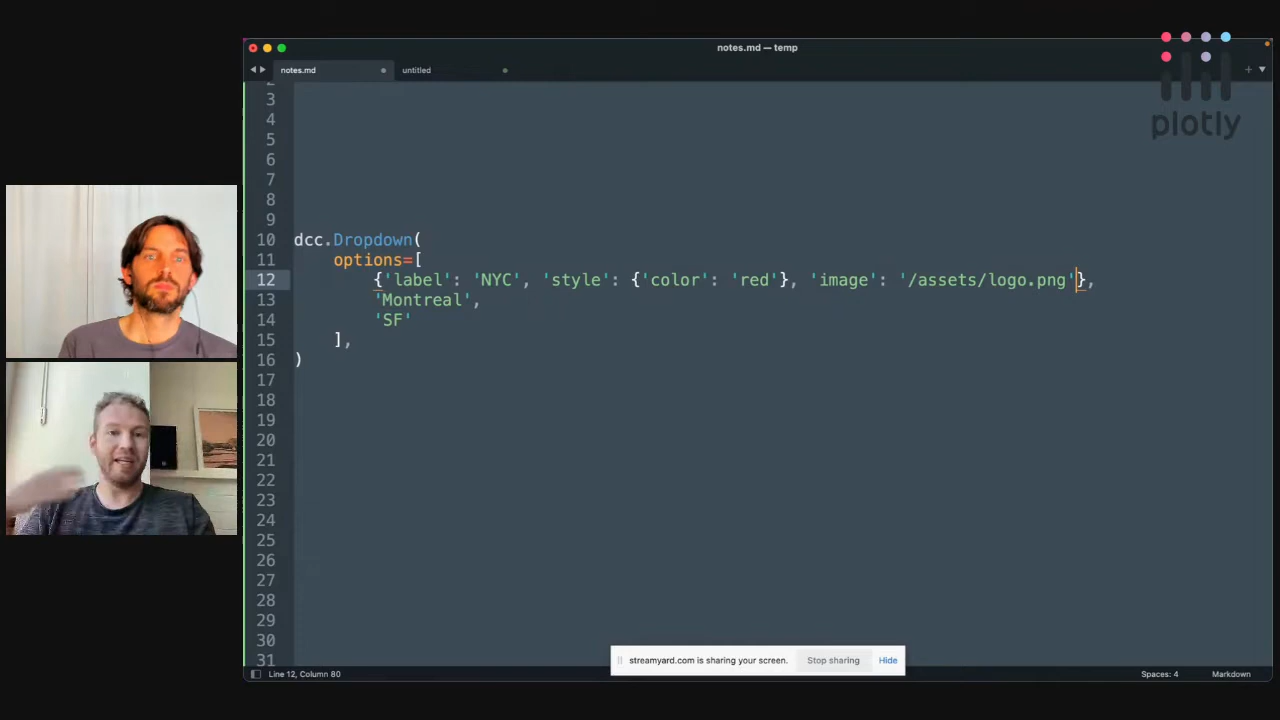 notes.md — temp
notes.md
untitled
plotly
2
3
4
5
6
7
8
9
10 dcc.Dropdown(
11 options=[
12 {'label': 'NYC', 'style': {'color': 'red'}, 'image': '/assets/logo.png'},
13 'Montreal',
14 'SF'
15 ],
16 )
17
18
19
20
21
22
23
24
25
26
27
28
29
30
31
streamyard.com is sharing your screen. Stop sharing Hide
Line 12, Column 80 Spaces: 4 Markdown